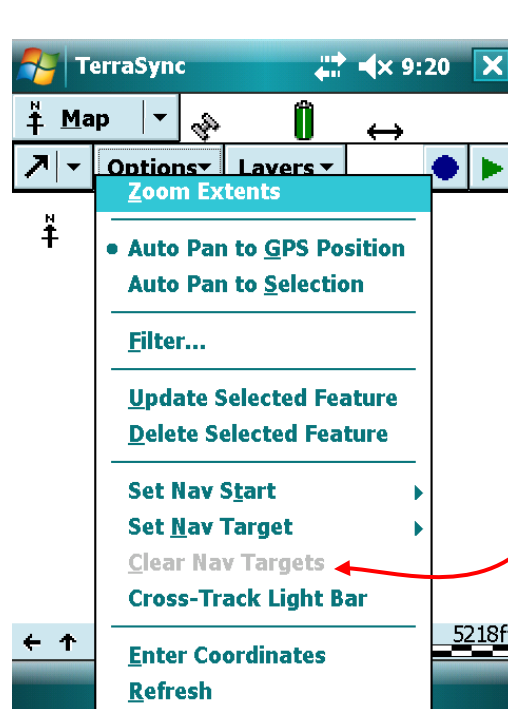 TerraSync 9:20
N
Map
Options Layers
Zoom Extents
N
Auto Pan to GPS Position
Auto Pan to Selection
Filter...
Update Selected Feature
Delete Selected Feature
Set Nav Start
Set Nav Target
Clear Nav Targets
Cross-Track Light Bar
5218f
Enter Coordinates
Refresh